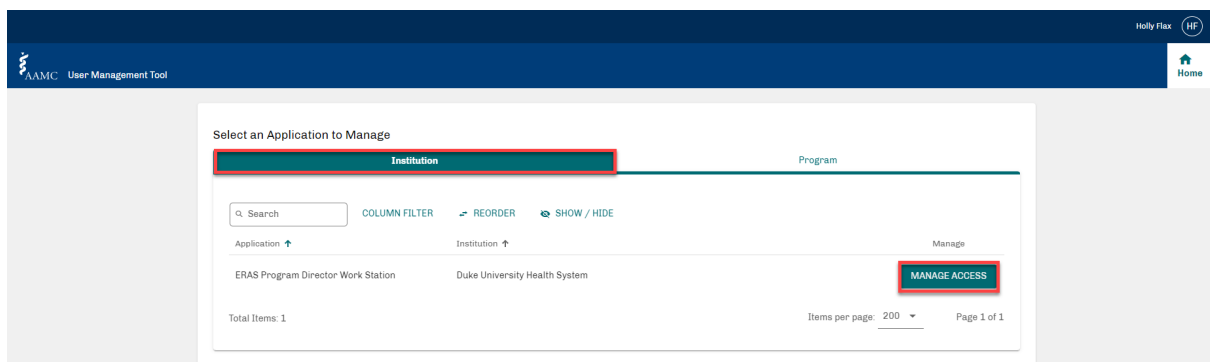 Holly Flax HF
AAMC User Management Tool
Home
Select an Application to Manage
Institution Program
Search COLUMN FILTER REORDER SHOW / HIDE
Application Institution Manage
ERAS Program Director Work Station Duke University Health System MANAGE ACCESS
Total Items: 1 Items per page: 200 Page 1 of 1